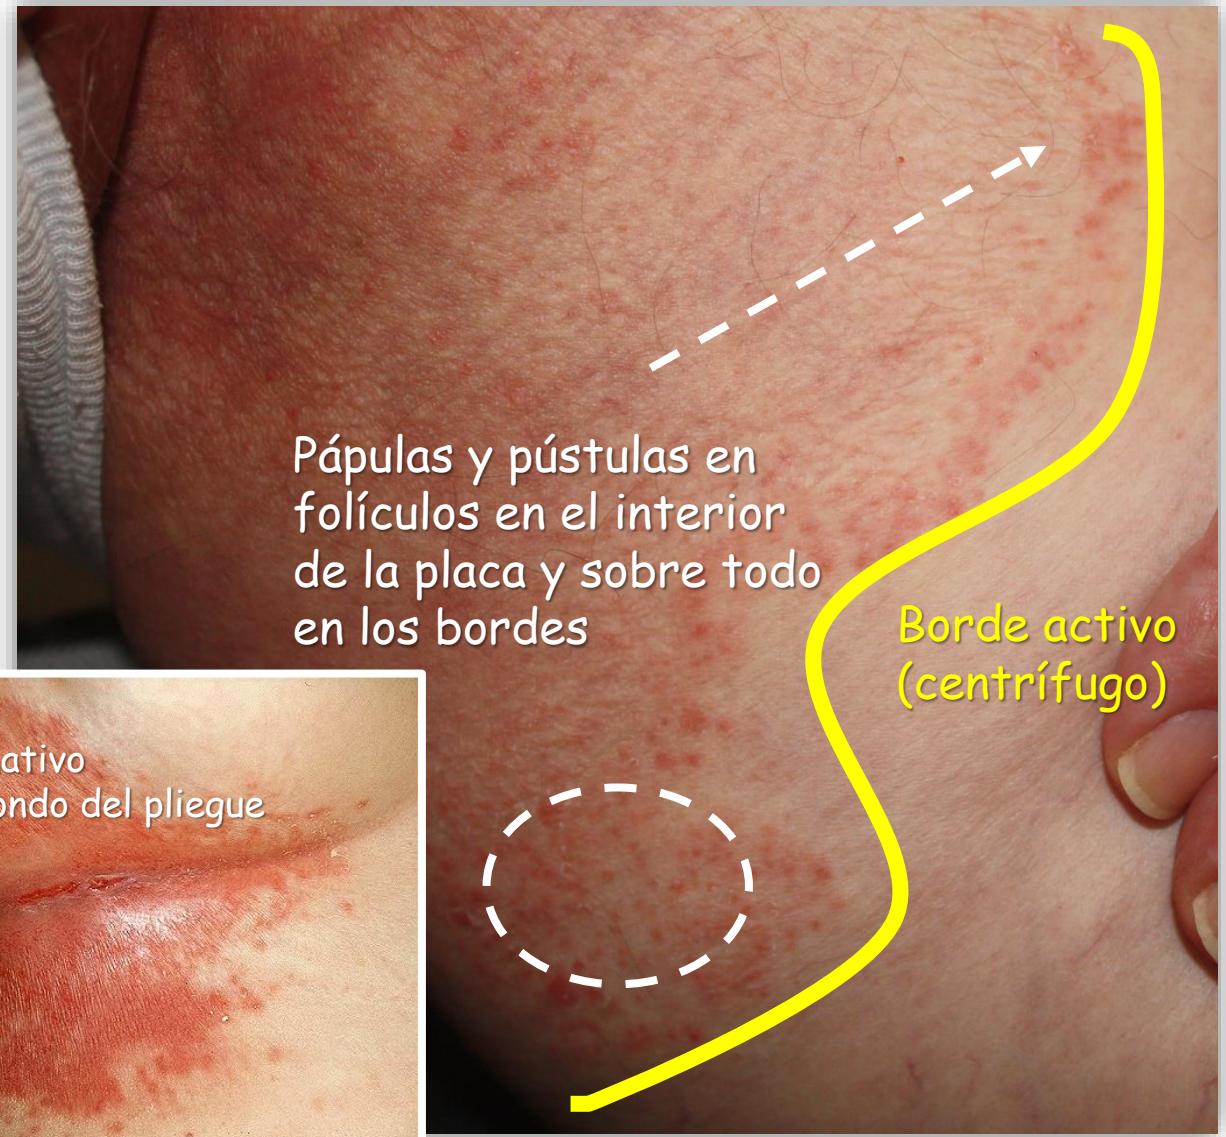 Pápulas y pústulas en
folículos en el interior
de la placa y sobre todo
en los bordes
Borde activo
(centrífugo)
ativo
ondo del pliegue